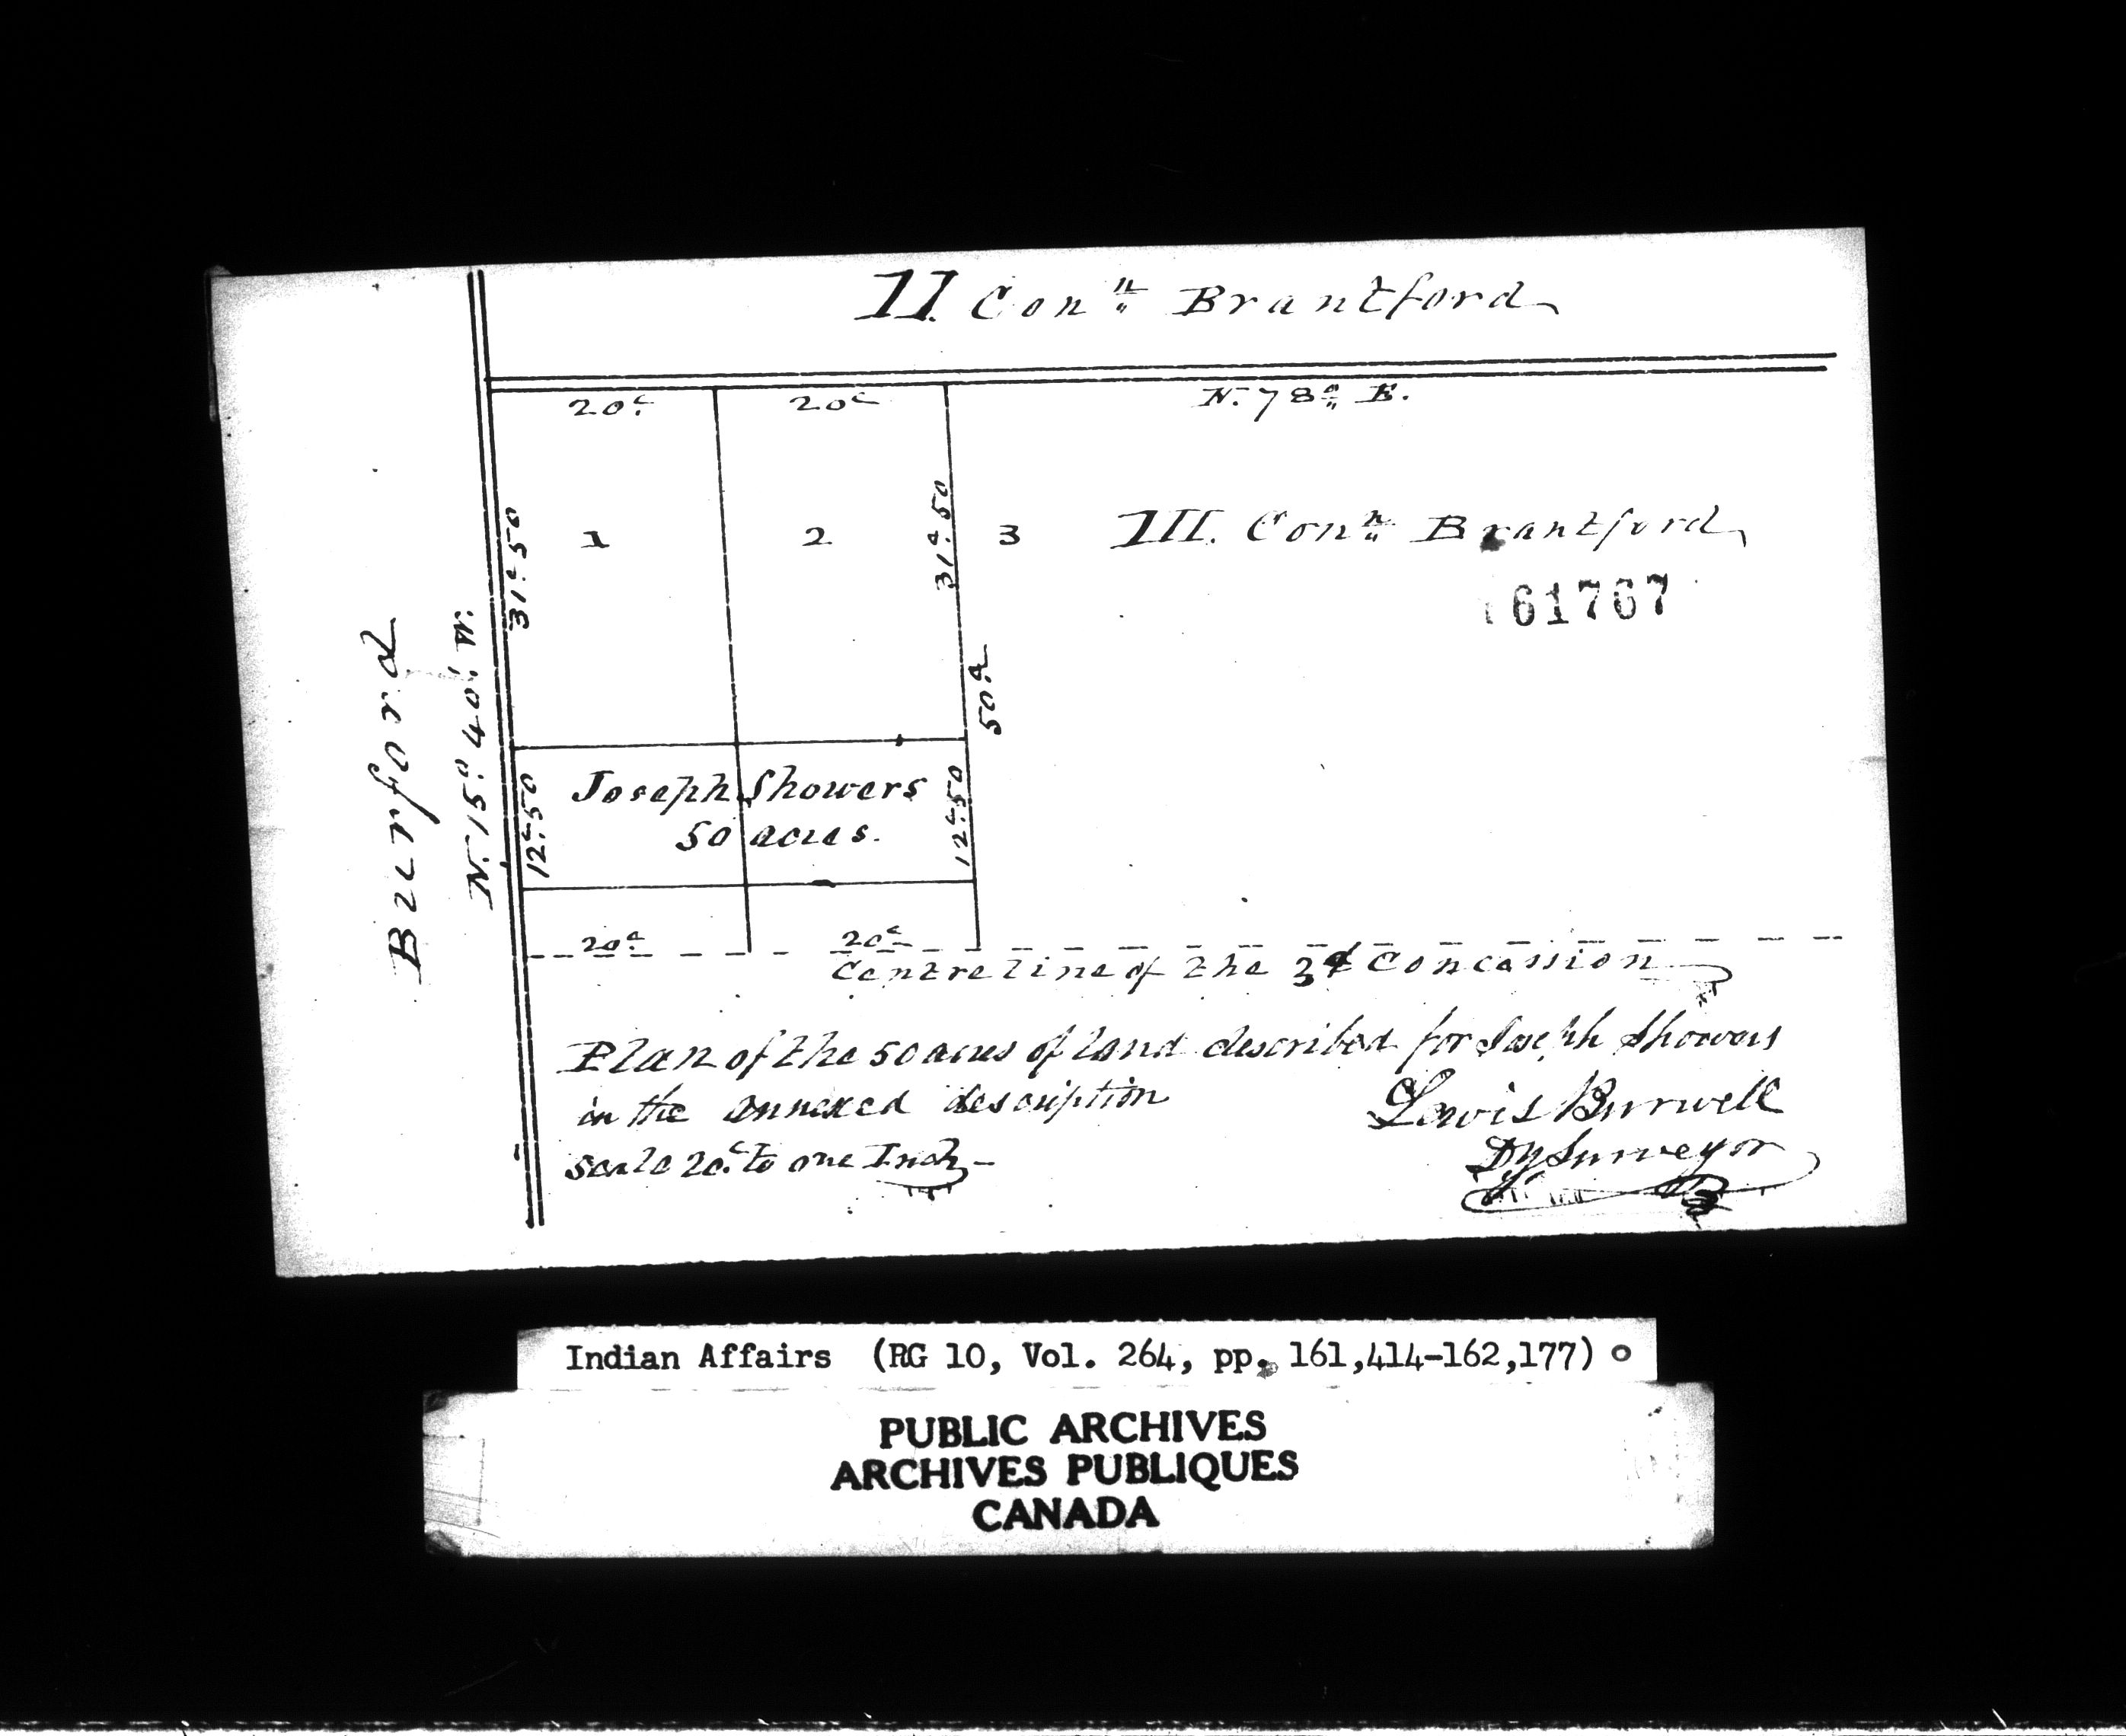 II. Conn Brantford
20c
20c
N. 78° E.
31c.50
1
2
31c.50
3
III. Conn Brantford
161767
50c
Burford
N. 15° 40' W.
12c.50
Joseph Showers
50 acres.
12c.50
20c
20c
Centre line of the 3d Concession
Plan of the 50 acres of land described for Joseph Showers
in the annexed description
Scale 20c to one Inch
Lewis Burwell
Dy Surveyor
Indian Affairs (RG 10, Vol. 264, pp. 161,414-162,177)
PUBLIC ARCHIVES
ARCHIVES PUBLIQUES
CANADA